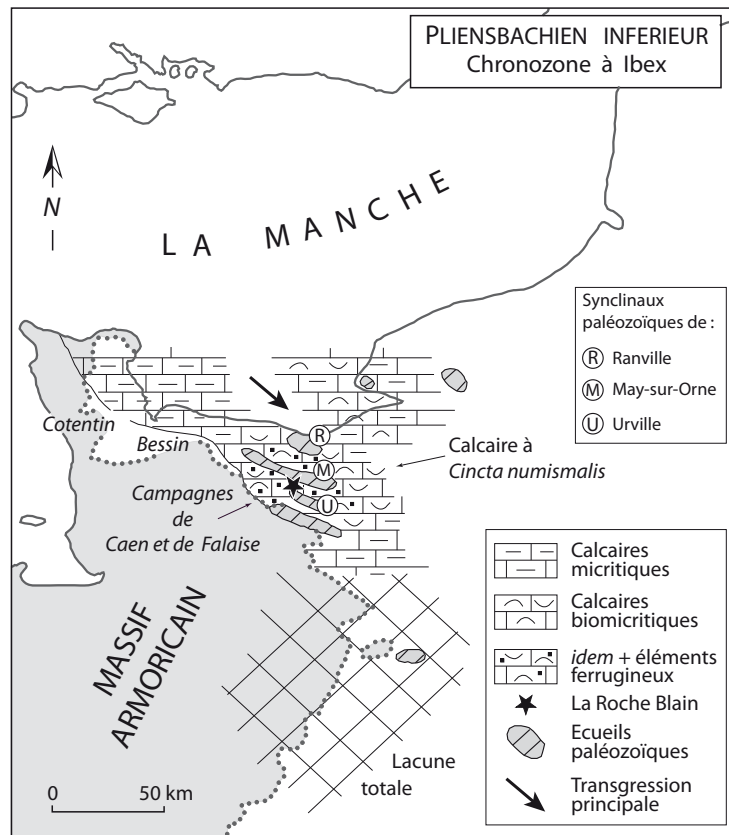 PLIENSBACHIEN INFERIEUR
Chronozone à Ibex
N
LA MANCHE
Synclinaux
paléozoïques de :
R Ranville
M May-sur-Orne
U Urville
Cotentin
Bessin
R
M
U
Calcaire à
Cincta numismalis
Campagnes
de
Caen et de Falaise
MASSIF
ARMORICAIN
Lacune
totale
0 50 km
Calcaires
micritiques
Calcaires
biomicritiques
idem + éléments
ferrugineux
La Roche Blain
Ecueils
paléozoïques
Transgression
principale